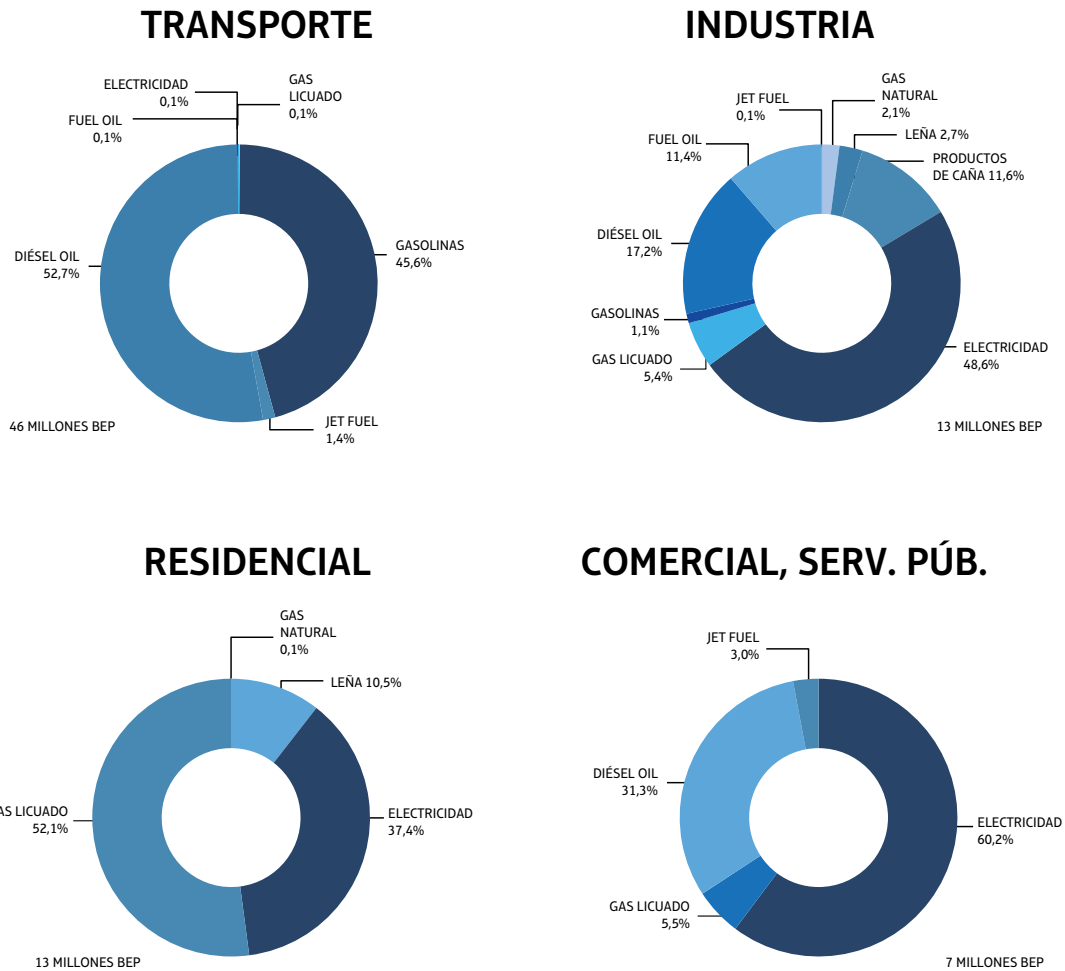 TRANSPORTE
ELECTRICIDAD
0,1%
GAS
LICUADO
0,1%
FUEL OIL
0,1%
DIÉSEL OIL
52,7%
GASOLINAS
45,6%
JET FUEL
1,4%
46 MILLONES BEP
INDUSTRIA
JET FUEL
0,1%
GAS
NATURAL
2,1%
LEÑA 2,7%
PRODUCTOS
DE CAÑA 11,6%
FUEL OIL
11,4%
DIÉSEL OIL
17,2%
GASOLINAS
1,1%
GAS LICUADO
5,4%
ELECTRICIDAD
48,6%
13 MILLONES BEP
RESIDENCIAL
GAS
NATURAL
0,1%
LEÑA 10,5%
AS LICUADO
52,1%
ELECTRICIDAD
37,4%
13 MILLONES BEP
COMERCIAL, SERV. PÚB.
JET FUEL
3,0%
DIÉSEL OIL
31,3%
ELECTRICIDAD
60,2%
GAS LICUADO
5,5%
7 MILLONES BEP